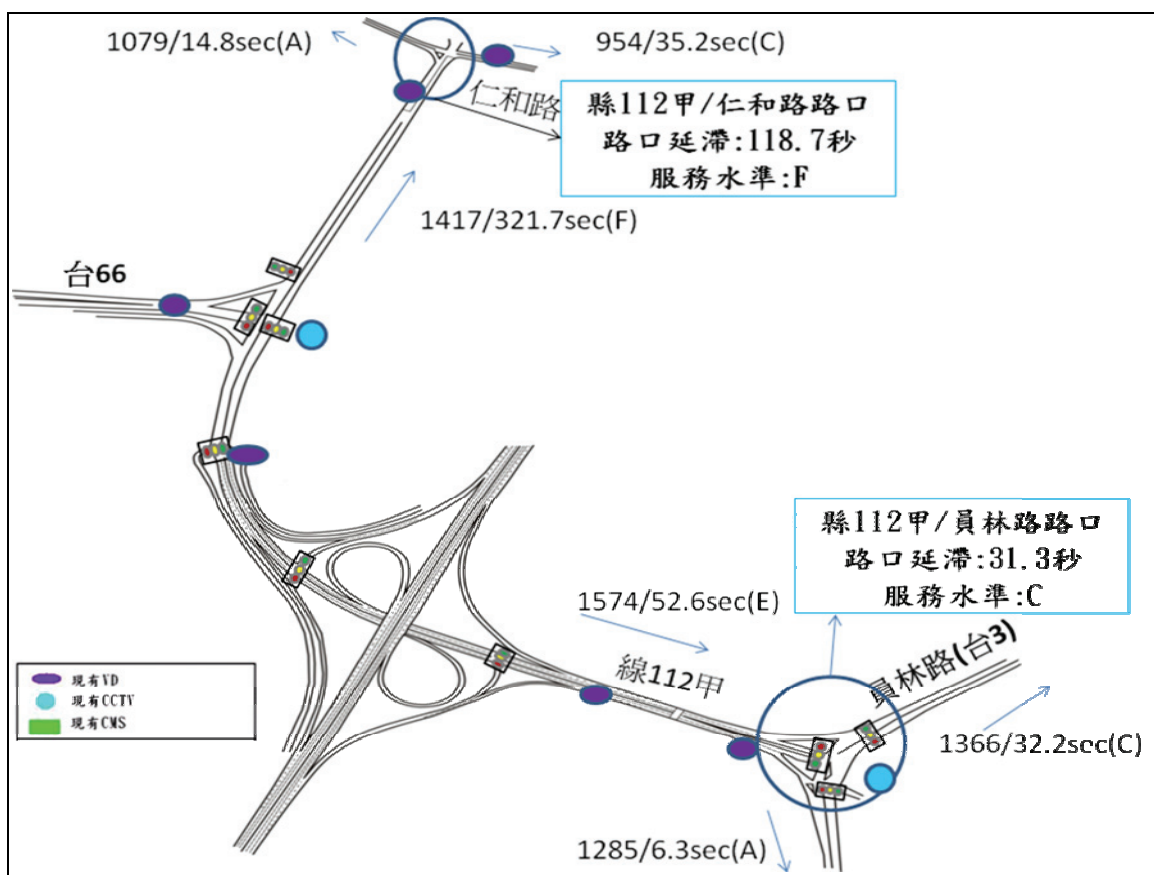 1079/14.8sec(A)
954/35.2sec(C)
仁和路
縣112甲/仁和路路口
路口延滯:118.7秒
服務水準:F
1417/321.7sec(F)
台66
縣112甲/員林路路口
路口延滯:31.3秒
服務水準:C
1574/52.6sec(E)
線112甲
員林路(台3)
1366/32.2sec(C)
1285/6.3sec(A)
現有VD
現有CCTV
現有CMS